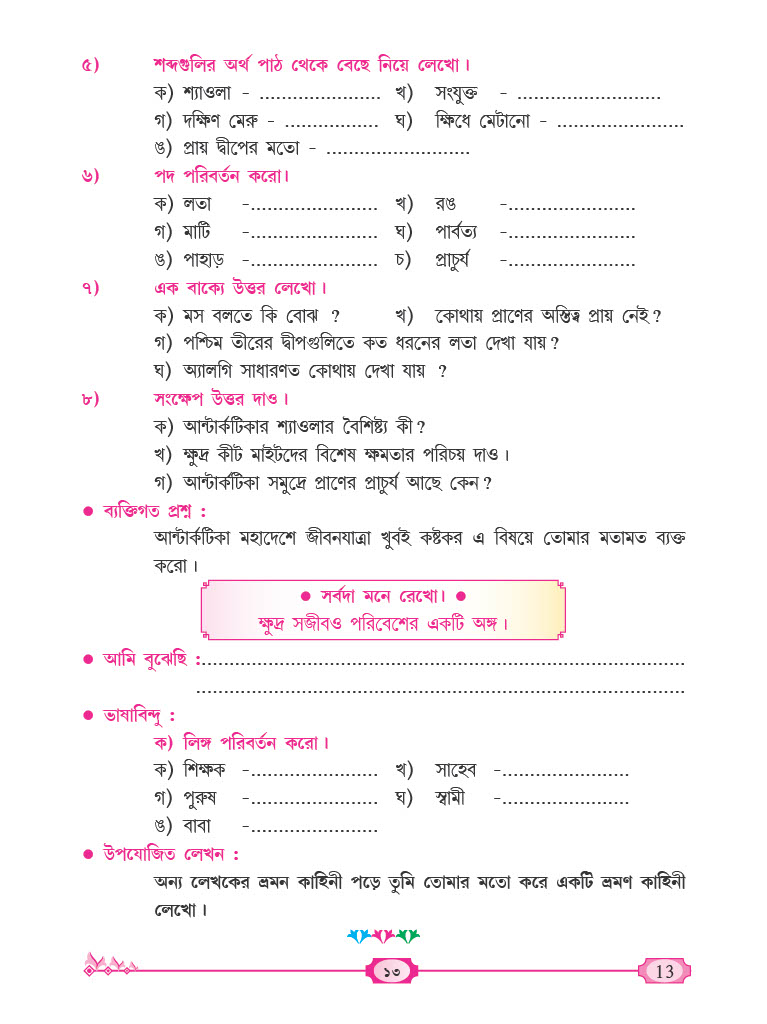 ৫) শব্দগুলির অর্থ পাঠ থেকে বেছে নিয়ে লেখো।
ক) শ্যাওলা - ...................... খ) সংযুক্ত - ..........................
গ) দক্ষিণ মেরু - ................. ঘ) ক্ষিধে মেটানো - .......................
ঙ) প্রায় দ্বীপের মতো - ..........................
৬) পদ পরিবর্তন করো।
ক) লতা -....................... খ) রঙ -.......................
গ) মাটি -....................... ঘ) পার্বত্য -.......................
ঙ) পাহাড় -....................... চ) প্রাচুর্য -.......................
৭) এক বাক্যে উত্তর লেখো।
ক) মস বলতে কি বোঝ ? খ) কোথায় প্রাণের অস্তিত্ব প্রায় নেই?
গ) পশ্চিম তীরের দ্বীপগুলিতে কত ধরনের লতা দেখা যায়?
ঘ) অ্যালগি সাধারণত কোথায় দেখা যায় ?
৮) সংক্ষেপ উত্তর দাও।
ক) আন্টার্কটিকার শ্যাওলার বৈশিষ্ট্য কী?
খ) ক্ষুদ্র কীট মাইটদের বিশেষ ক্ষমতার পরিচয় দাও।
গ) আন্টার্কটিকা সমুদ্রে প্রাণের প্রাচুর্য আছে কেন?
● ব্যক্তিগত প্রশ্ন :
আন্টার্কটিকা মহাদেশে জীবনযাত্রা খুবই কষ্টকর এ বিষয়ে তোমার মতামত ব্যক্ত
করো।
● সর্বদা মনে রেখো। ●
ক্ষুদ্র সজীবও পরিবেশের একটি অঙ্গ।
● আমি বুঝেছি :.......................................................................................
........................................................................................
● ভাষাবিন্দু :
ক) লিঙ্গ পরিবর্তন করো।
ক) শিক্ষক -....................... খ) সাহেব -.......................
গ) পুরুষ -....................... ঘ) স্বামী -.......................
ঙ) বাবা -.......................
● উপযোজিত লেখন :
অন্য লেখকের ভ্রমন কাহিনী পড়ে তুমি তোমার মতো করে একটি ভ্রমণ কাহিনী
লেখো।
১৩ 13